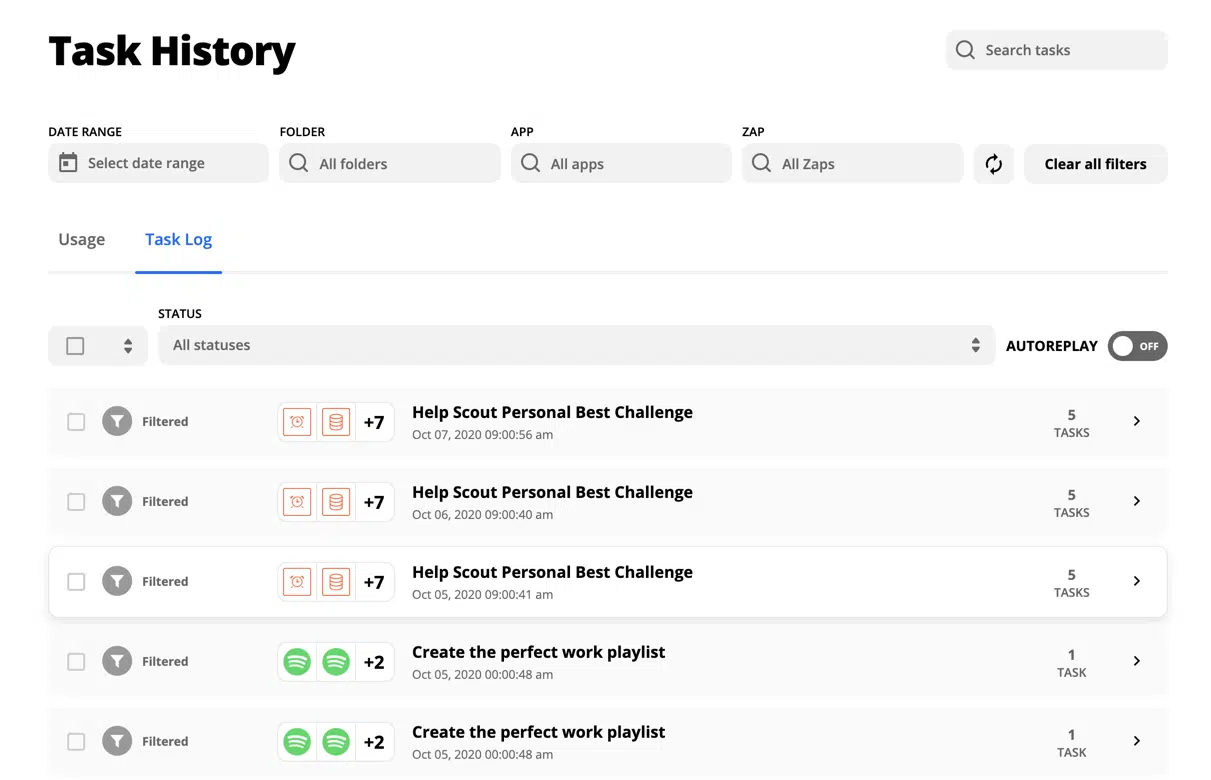 Task History
Search tasks
DATE RANGE
FOLDER
APP
ZAP
Select date range
All folders
All apps
All Zaps
Clear all filters
Usage
Task Log
STATUS
All statuses
AUTOREPLAY
OFF
Filtered
+7
Help Scout Personal Best Challenge
Oct 07, 2020 09:00:56 am
5
TASKS
Filtered
+7
Help Scout Personal Best Challenge
Oct 06, 2020 09:00:40 am
5
TASKS
Filtered
+7
Help Scout Personal Best Challenge
Oct 05, 2020 09:00:41 am
5
TASKS
Filtered
+2
Create the perfect work playlist
Oct 05, 2020 00:00:48 am
1
TASK
Filtered
+2
Create the perfect work playlist
Oct 05, 2020 00:00:48 am
1
TASK